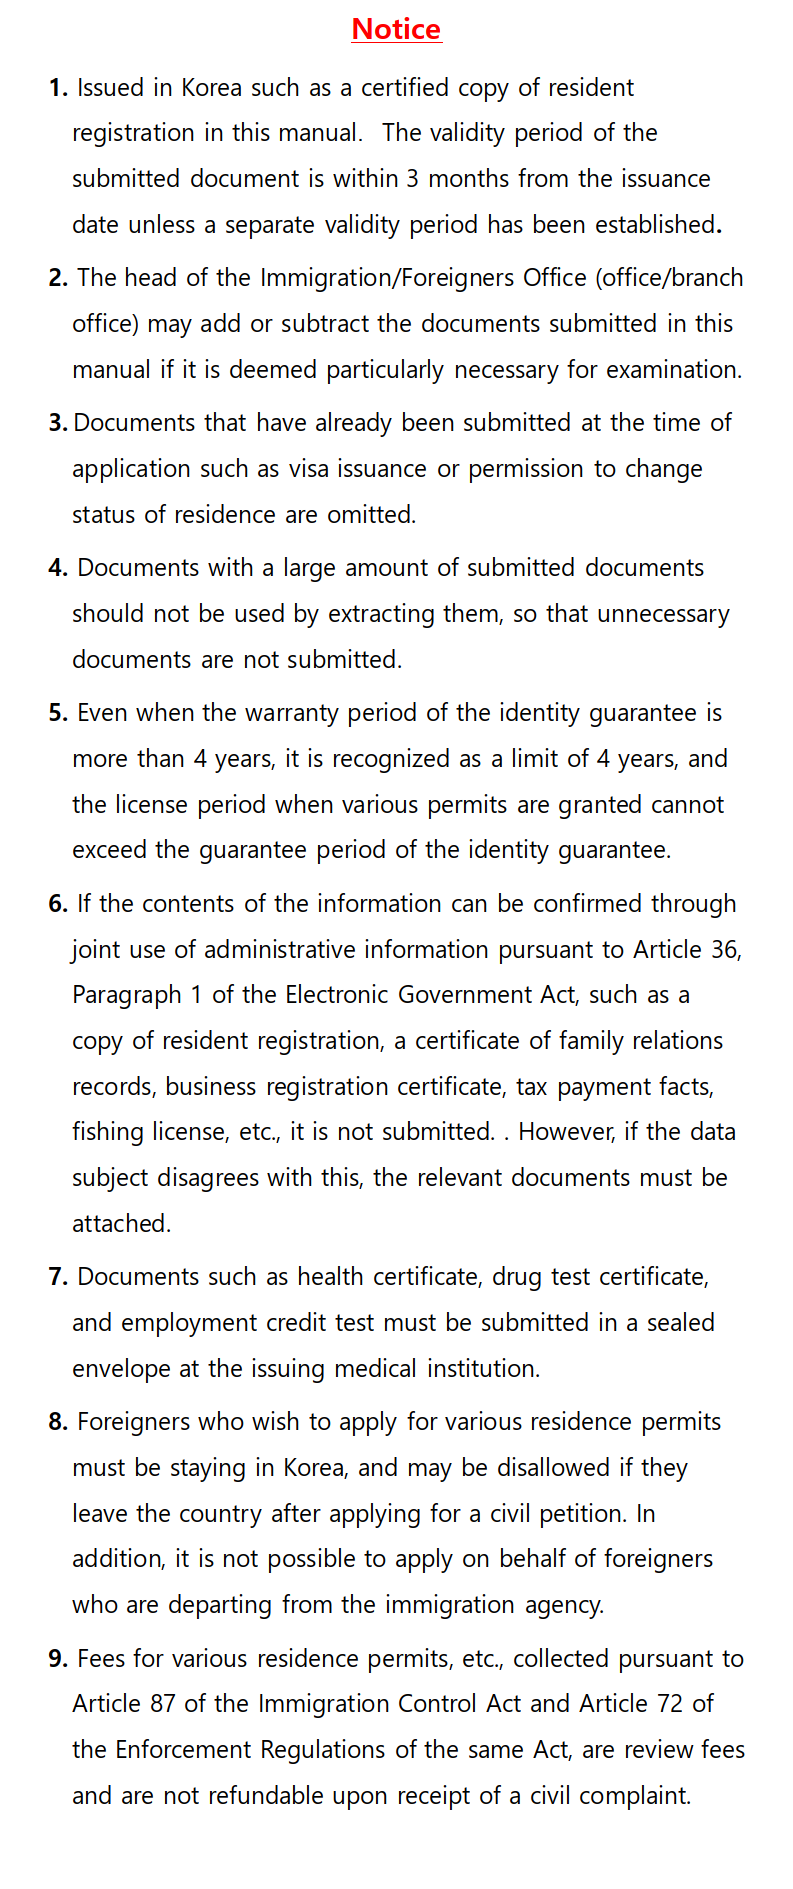 Notice
1. Issued in Korea such as a certified copy of resident
registration in this manual.  The validity period of the
submitted document is within 3 months from the issuance
date unless a separate validity period has been established.
2. The head of the Immigration/Foreigners Office (office/branch
office) may add or subtract the documents submitted in this
manual if it is deemed particularly necessary for examination.
3. Documents that have already been submitted at the time of
application such as visa issuance or permission to change
status of residence are omitted.
4. Documents with a large amount of submitted documents
should not be used by extracting them, so that unnecessary
documents are not submitted.
5. Even when the warranty period of the identity guarantee is
more than 4 years, it is recognized as a limit of 4 years, and
the license period when various permits are granted cannot
exceed the guarantee period of the identity guarantee.
6. If the contents of the information can be confirmed through
joint use of administrative information pursuant to Article 36,
Paragraph 1 of the Electronic Government Act, such as a
copy of resident registration, a certificate of family relations
records, business registration certificate, tax payment facts,
fishing license, etc., it is not submitted. . However, if the data
subject disagrees with this, the relevant documents must be
attached.
7. Documents such as health certificate, drug test certificate,
and employment credit test must be submitted in a sealed
envelope at the issuing medical institution.
8. Foreigners who wish to apply for various residence permits
must be staying in Korea, and may be disallowed if they
leave the country after applying for a civil petition. In
addition, it is not possible to apply on behalf of foreigners
who are departing from the immigration agency.
9. Fees for various residence permits, etc., collected pursuant to
Article 87 of the Immigration Control Act and Article 72 of
the Enforcement Regulations of the same Act, are review fees
and are not refundable upon receipt of a civil complaint.